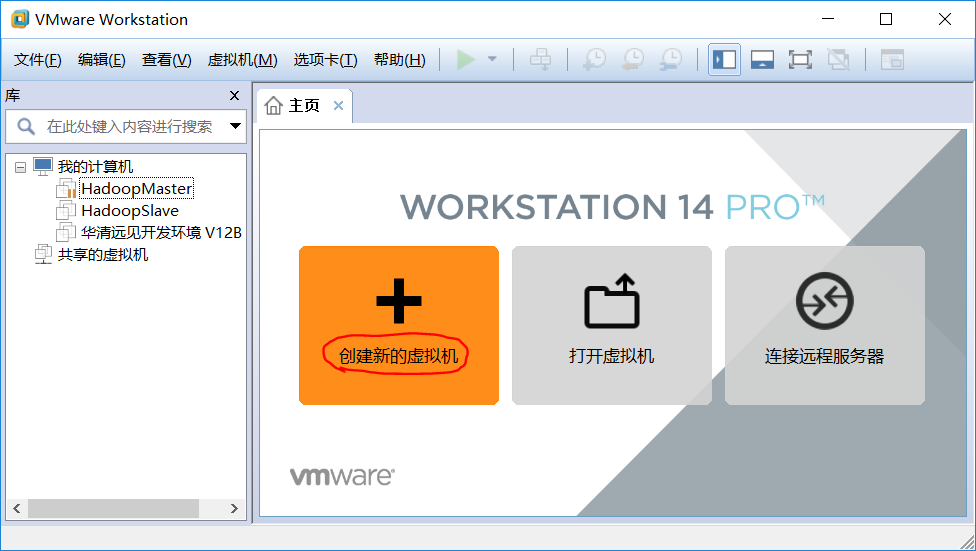 VMware Workstation
文件(F) 编辑(E) 查看(V) 虚拟机(M) 选项卡(T) 帮助(H)
库
在此处键入内容进行搜索
我的计算机
HadoopMaster
HadoopSlave
华清远见开发环境 V12B
共享的虚拟机
主页
WORKSTATION 14 PRO™
创建新的虚拟机
打开虚拟机
连接远程服务器
vmware®